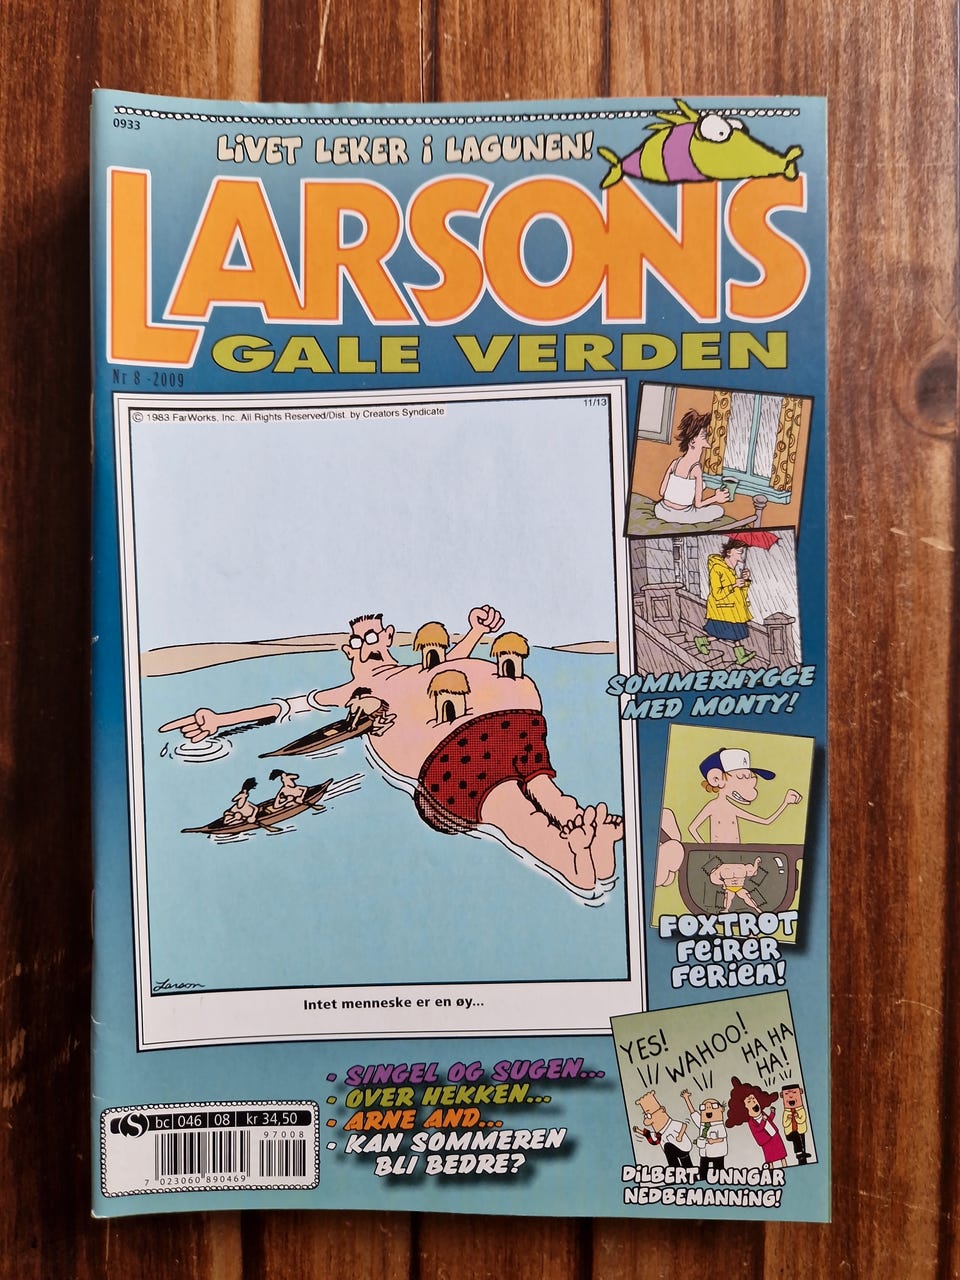 0933
LiVET LEKER i LAGUNEN!
LARSONS
GALE VERDEN
Nr 8 -2009
© 1983 FarWorks, Inc. All Rights Reserved/Dist. by Creators Syndicate
11/13
Larson
Intet menneske er en øy...
SOMMERHYGGE
MED MONTY!
A
FOXTROT
FEiRER
FERiEN!
YES!
WAHOO!
HA HA
HA!
DiLBERT UNNGÅR
NEDBEMANNiNG!
• SINGEL OG SUGEN...
• OVER HEKKEN...
• ARNE AND...
• KAN SOMMEREN
BLI BEDRE?
S bc 046 08 kr 34,50
97008
7 023060 890469